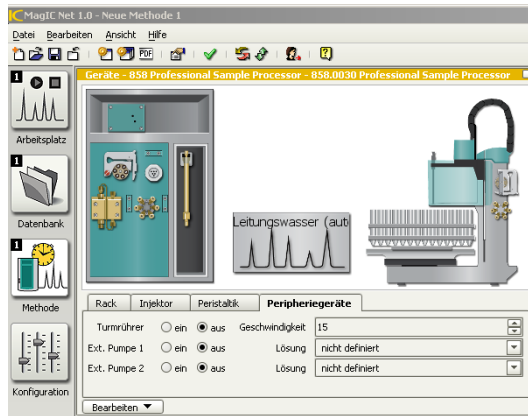 MagIC Net 1.0 - Neue Methode 1
Datei Bearbeiten Ansicht Hilfe
PDF
Geräte - 858 Professional Sample Processor - 858.0030 Professional Sample Processor
1
Arbeitsplatz
1
Datenbank
1
Methode
Konfiguration
Leitungswasser (aut
Rack Injektor Peristaltik Peripheriegeräte
Turmrührer ein aus Geschwindigkeit 15
Ext. Pumpe 1 ein aus Lösung nicht definiert
Ext. Pumpe 2 ein aus Lösung nicht definiert
Bearbeiten